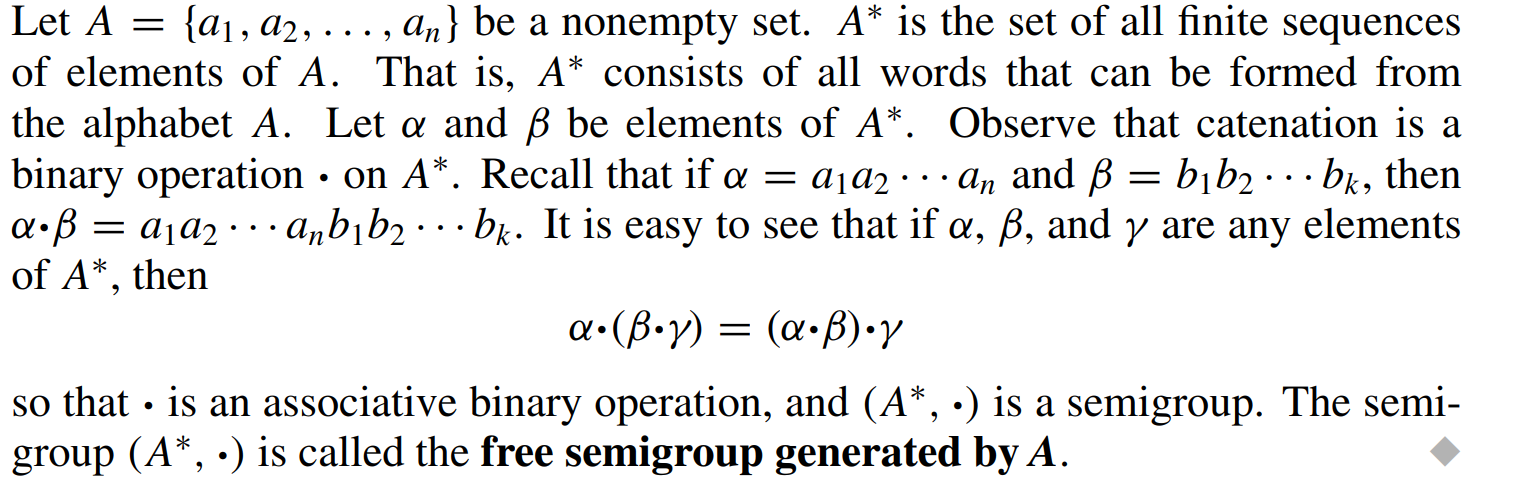 Let A = {a₁, a₂, . . . , aₙ} be a nonempty set. A* is the set of all finite sequences
of elements of A. That is, A* consists of all words that can be formed from
the alphabet A. Let α and β be elements of A*. Observe that catenation is a
binary operation · on A*. Recall that if α = a₁a₂ · · · aₙ and β = b₁b₂ · · · bₖ, then
α·β = a₁a₂ · · · aₙb₁b₂ · · · bₖ. It is easy to see that if α, β, and γ are any elements
of A*, then
α·(β·γ) = (α·β)·γ
so that · is an associative binary operation, and (A*, ·) is a semigroup. The semi-
group (A*, ·) is called the free semigroup generated by A.